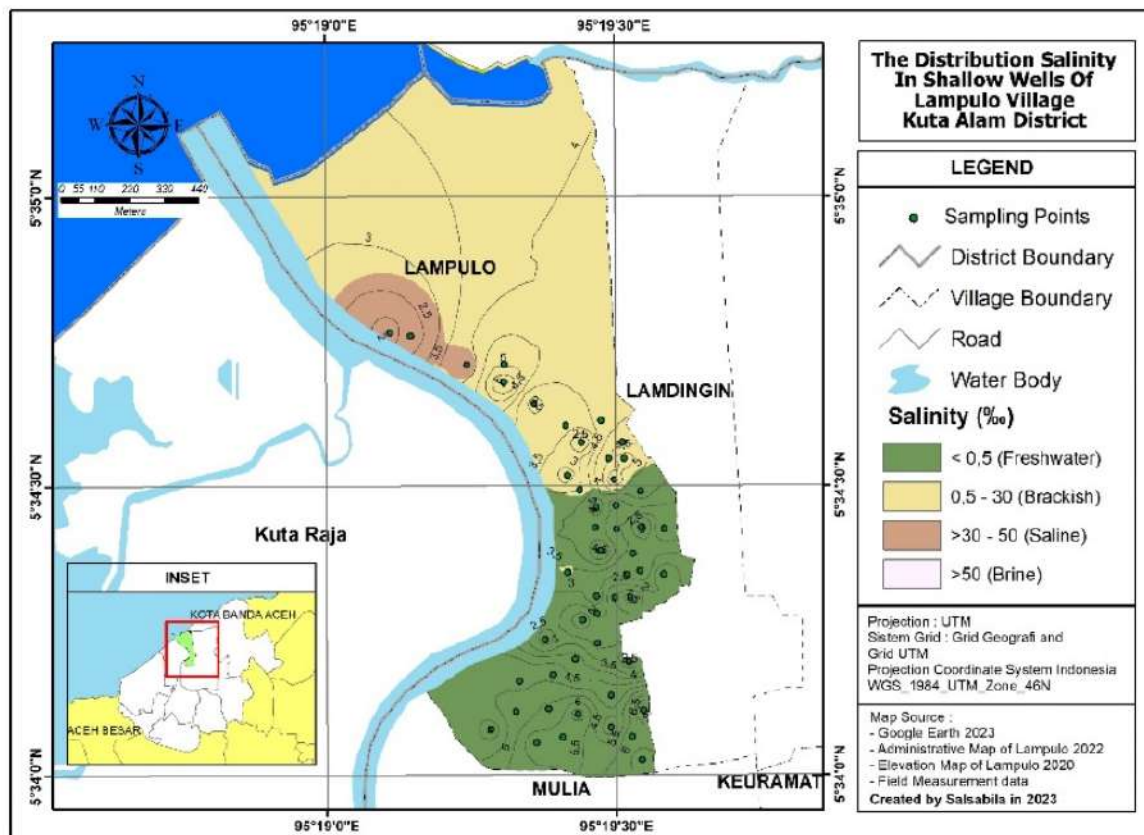 95°19'0"E
95°19'30"E
The Distribution Salinity
In Shallow Wells Of
Lampulo Village
Kuta Alam District
N
W E
S
0 55 110 220 330 440
Meters
5°35'0"N
5°35'0"N
LEGEND
Sampling Points
District Boundary
Village Boundary
Road
Water Body
Salinity (‰)
< 0,5 (Freshwater)
0,5 - 30 (Brackish)
>30 - 50 (Saline)
>50 (Brine)
LAMPULO
LAMDINGIN
Kuta Raja
4
3
2,5
3,5
INSET
KOTA BANDA ACEH
ACEH BESAR
MULIA
KEURAMAT
5°34'0"N
5°34'0"N
95°19'0"E
95°19'30"E
Projection : UTM
Sistem Grid : Grid Geografi and
Grid UTM
Projection Coordinate System Indonesia
WGS_1984_UTM_Zone_46N
Map Source :
- Google Earth 2023
- Administrative Map of Lampulo 2022
- Elevation Map of Lampulo 2020
- Field Measurement data
Created by Salsabila in 2023